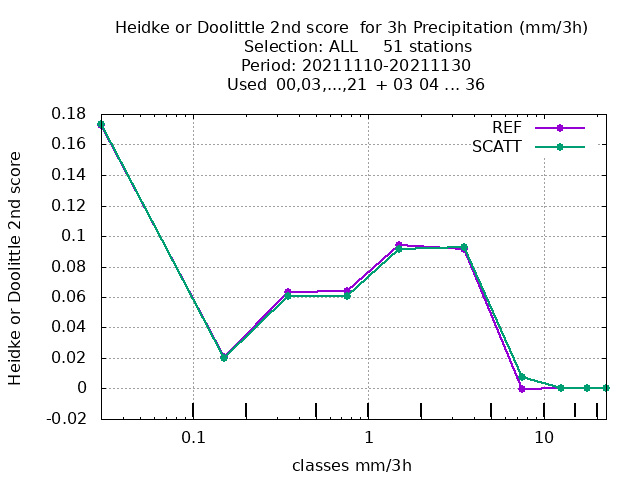 Heidke or Doolittle 2nd score  for 3h Precipitation (mm/3h)
Selection: ALL     51 stations
Period: 20211110-20211130
Used  00,03,...,21  + 03 04 ... 36
REF
SCATT
0.18
0.16
0.14
0.12
0.1
0.08
0.06
0.04
0.02
0
-0.02
Heidke or Doolittle 2nd score
0.1
1
10
classes mm/3h